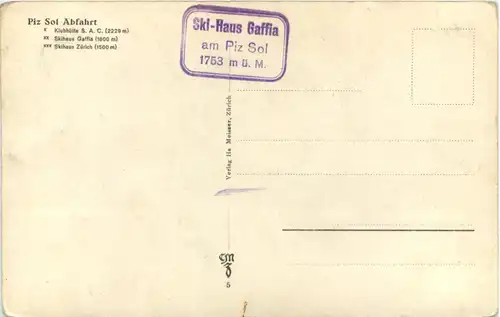 Piz Sol Abfahrt
x Klubhütte S. A. C. (2229 m)
xx Skihaus Gaffia (1800 m)
xxx Skihaus Zürich (1500 m)
Ski-Haus Gaffia
am Piz Sol
1753 m ü. M.
Verlag Hs Meisser, Zürich
5